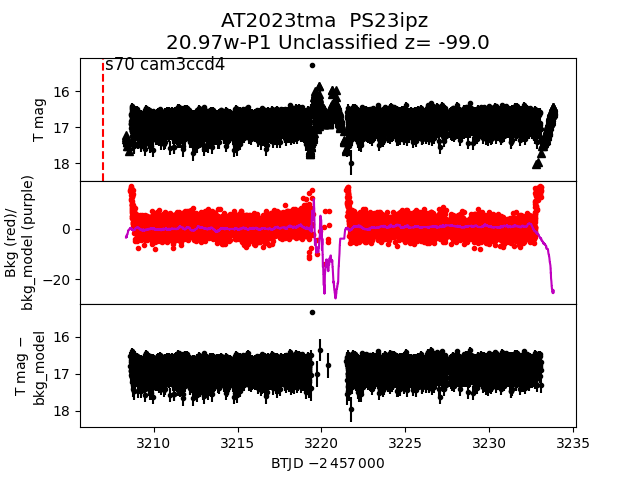 AT2023tma  PS23ipz
20.97w-P1 Unclassified z= -99.0
s70 cam3ccd4
T mag
16
17
18
Bkg (red)/
bkg_model (purple)
0
−20
T mag −
bkg_model
16
17
18
3210
3215
3220
3225
3230
3235
BTJD −2 457 000